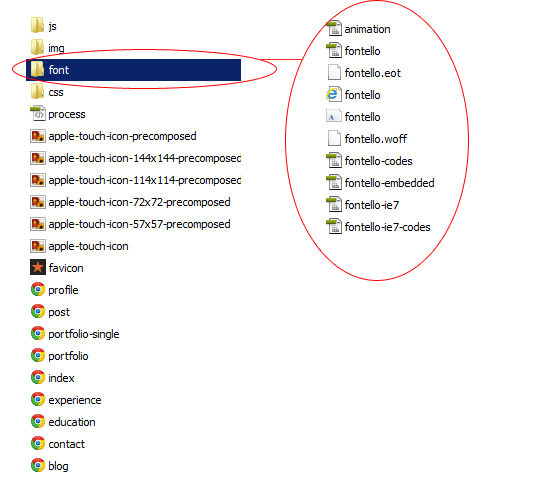 js
img
font
css
process
apple-touch-icon-precomposed
apple-touch-icon-144x144-precomposed
apple-touch-icon-114x114-precomposed
apple-touch-icon-72x72-precomposed
apple-touch-icon-57x57-precomposed
apple-touch-icon
favicon
profile
post
portfolio-single
portfolio
index
experience
education
contact
blog
animation
fontello
fontello.eot
fontello
fontello
fontello.woff
fontello-codes
fontello-embedded
fontello-ie7
fontello-ie7-codes